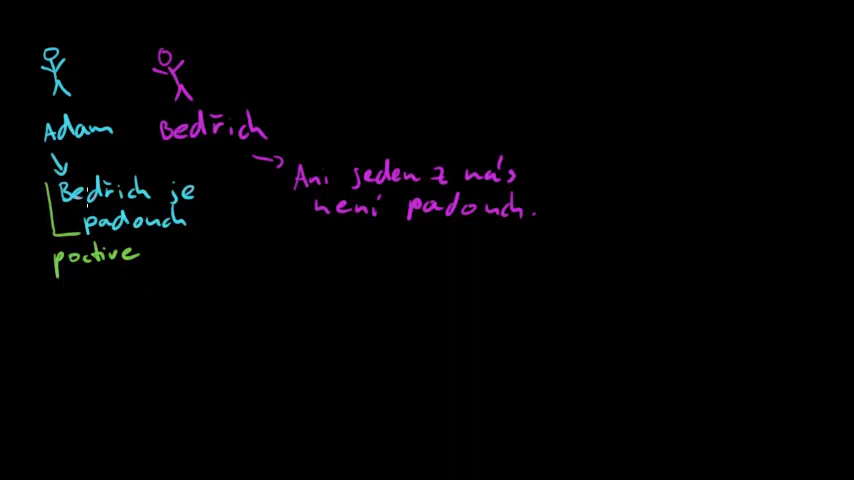 Adam Bedřich
Bedřich je
padouch
poctivec
Ani jeden z nás
není padouch.